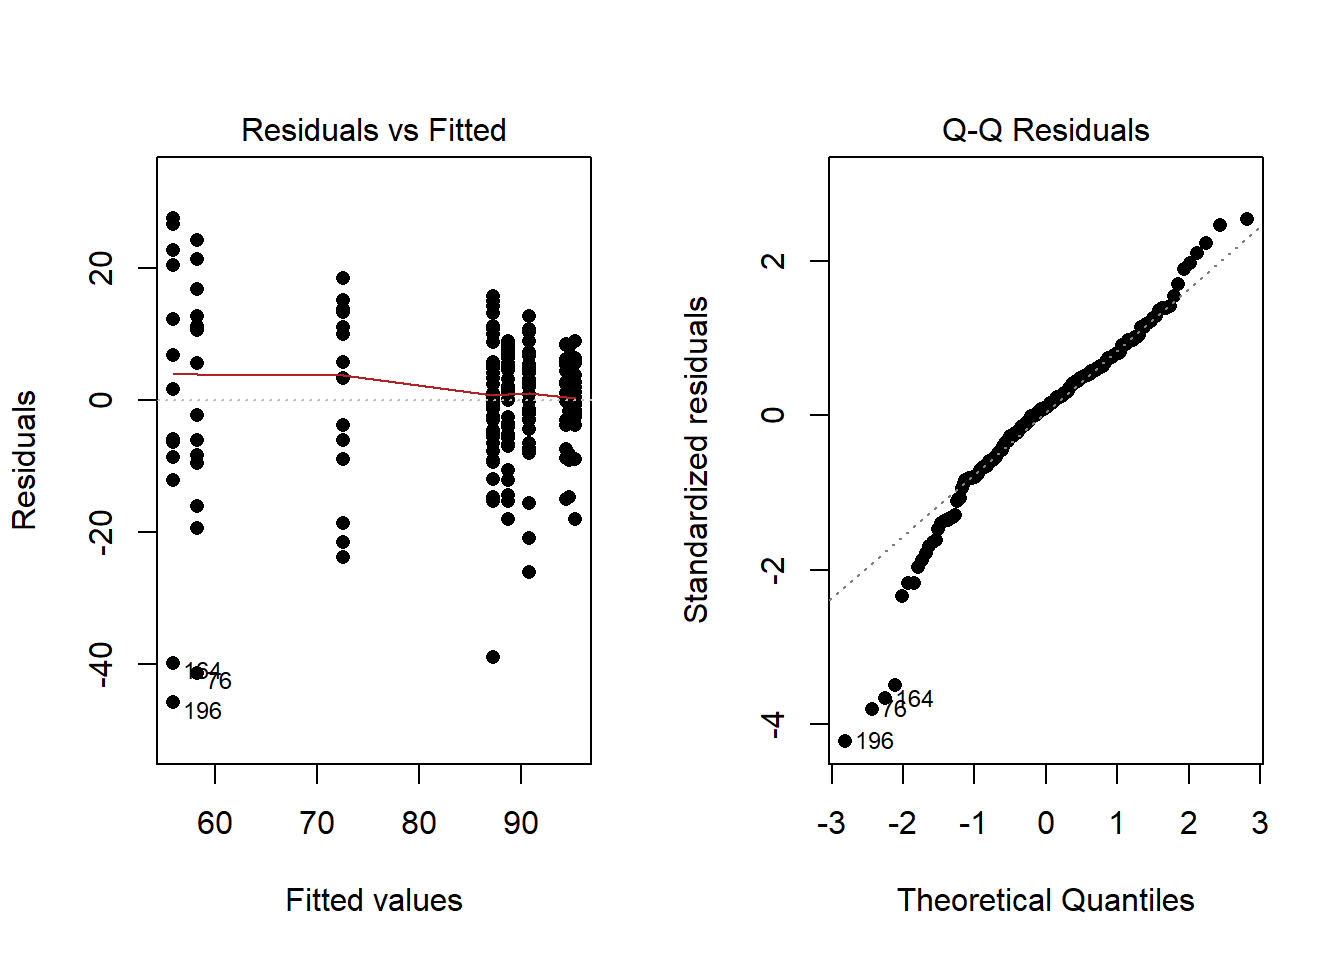 Residuals vs Fitted
Residuals
20
0
-20
-40
164
76
196
60 70 80 90
Fitted values
Q-Q Residuals
Standardized residuals
2
0
-2
-4
164
76
196
-3 -2 -1 0 1 2 3
Theoretical Quantiles